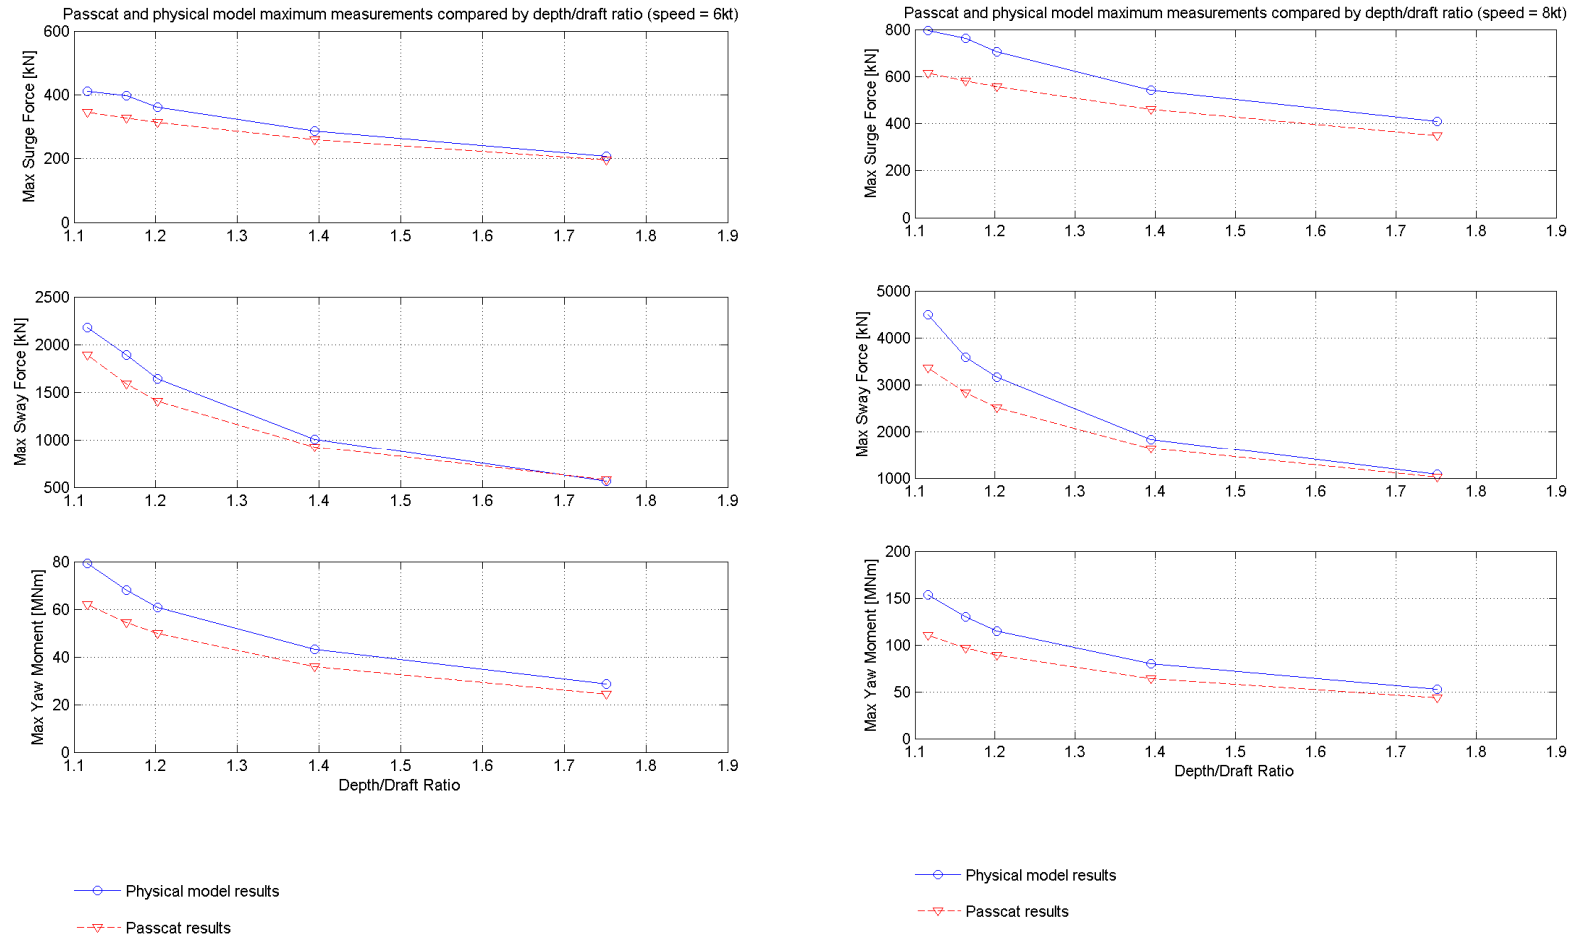 Passcat and physical model maximum measurements compared by depth/draft ratio (speed = 6kt)
600
400
200
0
Max Surge Force [kN]
1.1 1.2 1.3 1.4 1.5 1.6 1.7 1.8 1.9
2500
2000
1500
1000
500
Max Sway Force [kN]
1.1 1.2 1.3 1.4 1.5 1.6 1.7 1.8 1.9
80
60
40
20
0
Max Yaw Moment [MNm]
1.1 1.2 1.3 1.4 1.5 1.6 1.7 1.8 1.9
Depth/Draft Ratio
Physical model results
Passcat results
Passcat and physical model maximum measurements compared by depth/draft ratio (speed = 8kt)
800
600
400
200
0
Max Surge Force [kN]
1.1 1.2 1.3 1.4 1.5 1.6 1.7 1.8 1.9
5000
4000
3000
2000
1000
Max Sway Force [kN]
1.1 1.2 1.3 1.4 1.5 1.6 1.7 1.8 1.9
200
150
100
50
0
Max Yaw Moment [MNm]
1.1 1.2 1.3 1.4 1.5 1.6 1.7 1.8 1.9
Depth/Draft Ratio
Physical model results
Passcat results